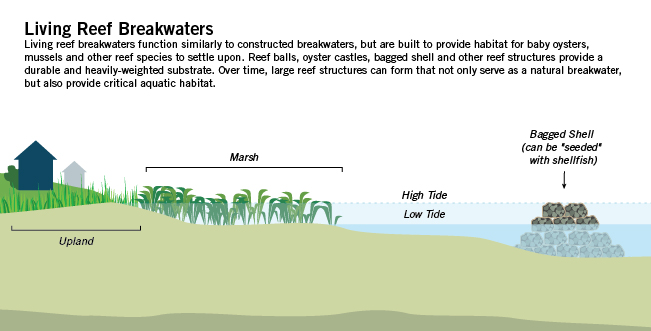 Living Reef Breakwaters
Living reef breakwaters function similarly to constructed breakwaters, but are built to provide habitat for baby oysters,
mussels and other reef species to settle upon. Reef balls, oyster castles, bagged shell and other reef structures provide a
durable and heavily-weighted substrate. Over time, large reef structures can form that not only serve as a natural breakwater,
but also provide critical aquatic habitat.
Bagged Shell
(can be "seeded"
with shellfish)
Marsh
High Tide
Low Tide
Upland